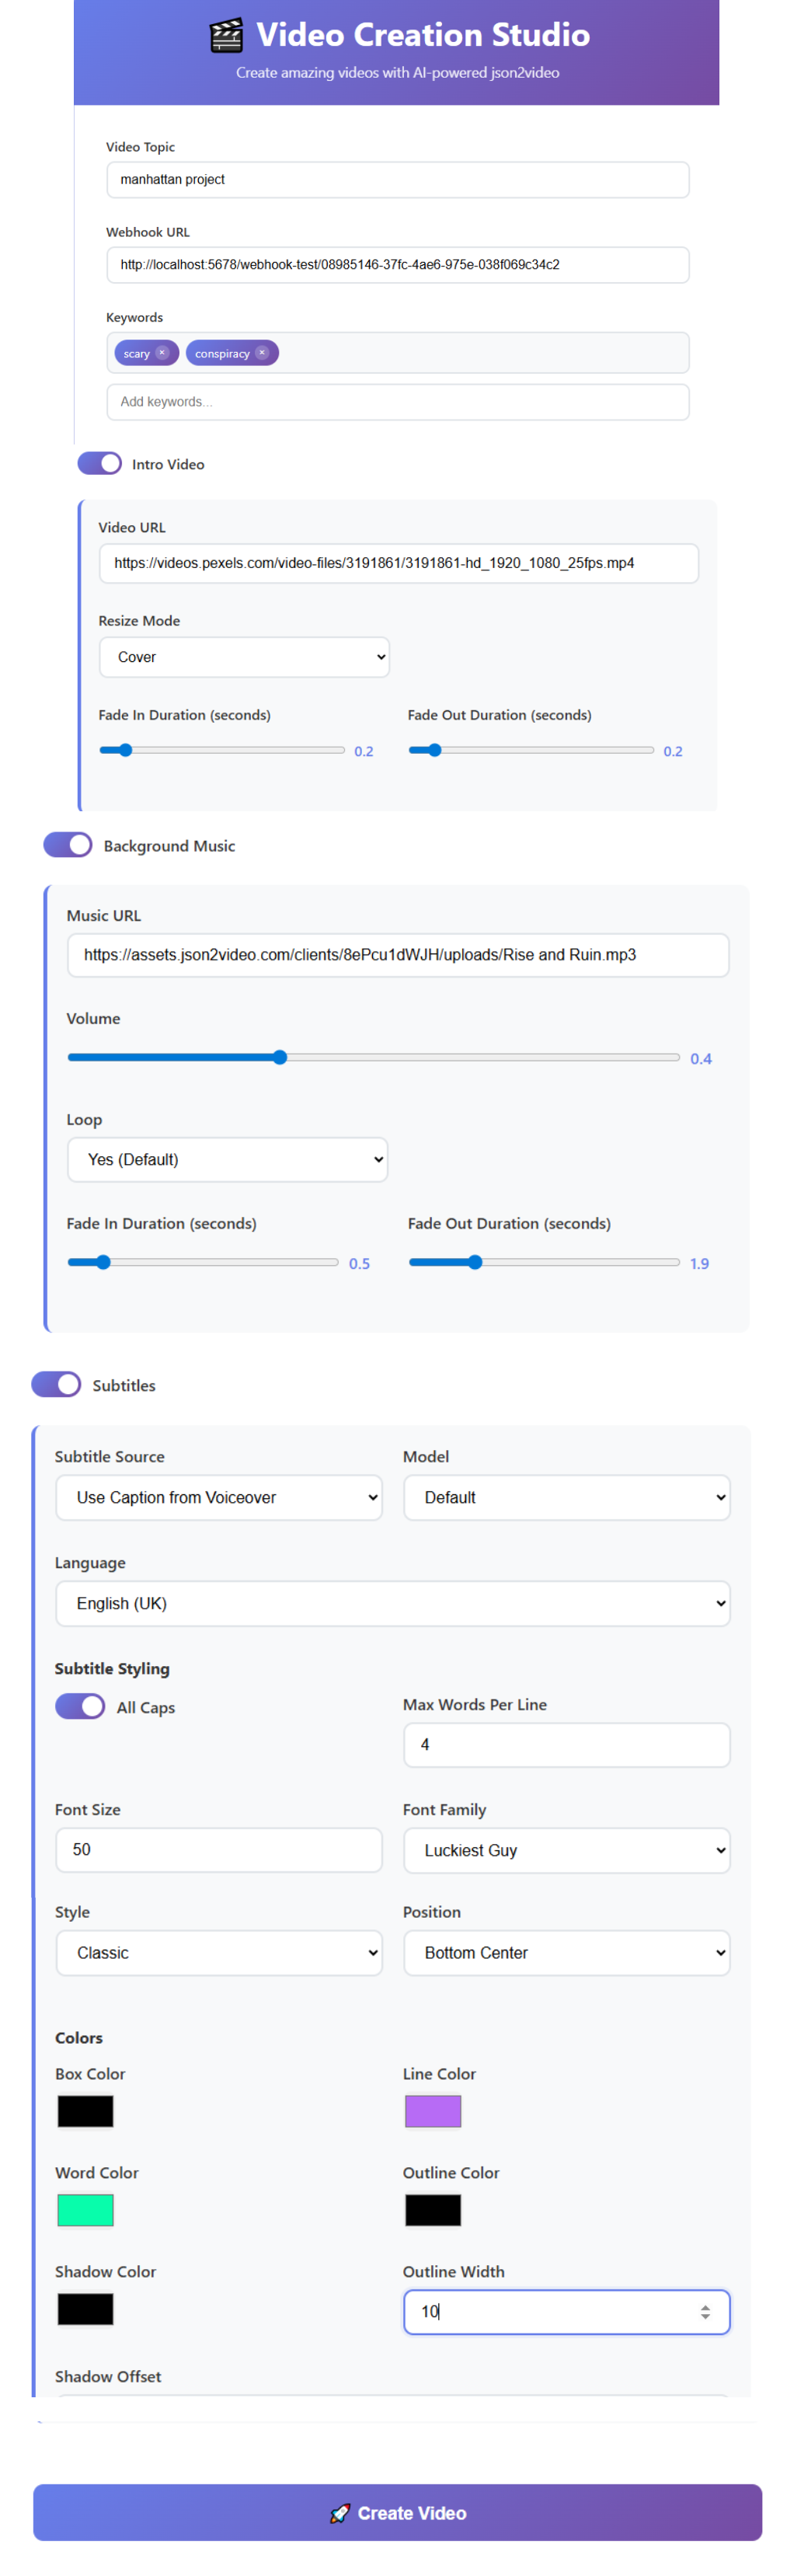 🎬 Video Creation Studio
Create amazing videos with AI-powered json2video
Video Topic
manhattan project
Webhook URL
http://localhost:5678/webhook-test/08985146-37fc-4ae6-975e-038f069c34c2
Keywords
scary × conspiracy ×
Add keywords...
Intro Video
Video URL
https://videos.pexels.com/video-files/3191861/3191861-hd_1920_1080_25fps.mp4
Resize Mode
Cover
Fade In Duration (seconds) Fade Out Duration (seconds)
0.2 0.2
Background Music
Music URL
https://assets.json2video.com/clients/8ePcu1dWJH/uploads/Rise and Ruin.mp3
Volume
0.4
Loop
Yes (Default)
Fade In Duration (seconds) Fade Out Duration (seconds)
0.5 1.9
Subtitles
Subtitle Source Model
Use Caption from Voiceover Default
Language
English (UK)
Subtitle Styling
All Caps Max Words Per Line
4
Font Size Font Family
50 Luckiest Guy
Style Position
Classic Bottom Center
Colors
Box Color Line Color
Word Color Outline Color
Shadow Color Outline Width
10
Shadow Offset
🚀 Create Video